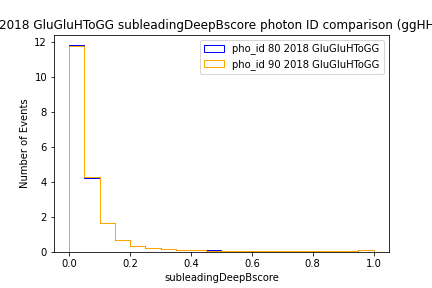 2018 GluGluHToGG subleadingDeepBscore photon ID comparison (ggHH
pho_id 80 2018 GluGluHToGG
pho_id 90 2018 GluGluHToGG
Number of Events
12
10
8
6
4
2
0
0.0 0.2 0.4 0.6 0.8 1.0
subleadingDeepBscore